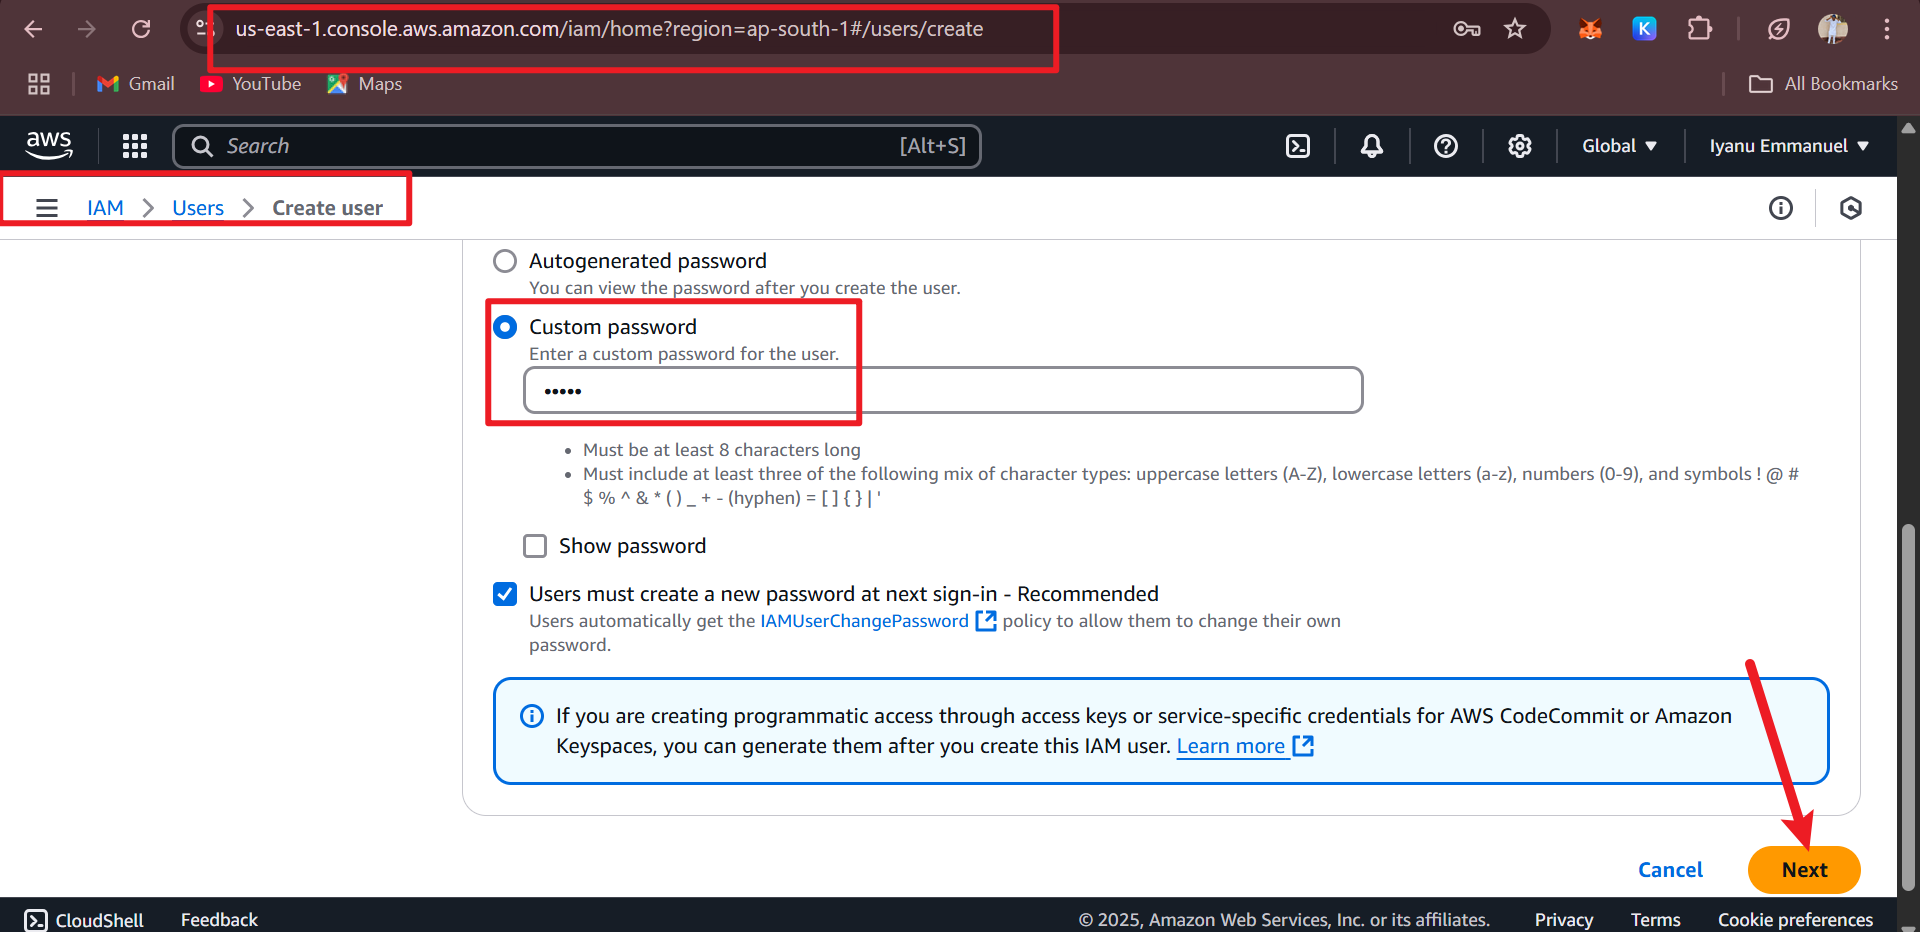 us-east-1.console.aws.amazon.com/iam/home?region=ap-south-1#/users/create
K
Gmail
YouTube
Maps
All Bookmarks
aws
Search
[Alt+S]
Global
Iyanu Emmanuel
IAM
Users
Create user
Autogenerated password
You can view the password after you create the user.
Custom password
Enter a custom password for the user.
•••••
• Must be at least 8 characters long
• Must include at least three of the following mix of character types: uppercase letters (A-Z), lowercase letters (a-z), numbers (0-9), and symbols ! @ #
$ % ^ & * ( ) _ + - (hyphen) = [ ] { } | '
Show password
Users must create a new password at next sign-in - Recommended
Users automatically get the IAMUserChangePassword policy to allow them to change their own
password.
If you are creating programmatic access through access keys or service-specific credentials for AWS CodeCommit or Amazon
Keyspaces, you can generate them after you create this IAM user. Learn more
Cancel
Next
CloudShell
Feedback
© 2025, Amazon Web Services, Inc. or its affiliates.
Privacy
Terms
Cookie preferences